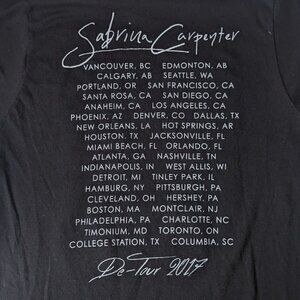 Sabrina Carpenter
VANCOUVER, BC EDMONTON, AB
CALGARY, AB SEATTLE, WA
PORTLAND, OR SAN FRANCISCO, CA
SANTA ROSA, CA SAN DIEGO, CA
ANAHEIM, CA LOS ANGELES, CA
PHOENIX, AZ DENVER, CO DALLAS, TX
NEW ORLEANS, LA HOT SPRINGS, AR
HOUSTON, TX JACKSONVILLE, FL
MIAMI BEACH, FL ORLANDO, FL
ATLANTA, GA NASHVILLE, TN
INDIANAPOLIS, IN WEST ALLIS, WI
DETROIT, MI TINLEY PARK, IL
HAMBURG, NY PITTSBURGH, PA
CLEVELAND, OH HERSHEY, PA
BOSTON, MA MONTCLAIR, NJ
PHILADELPHIA, PA CHARLOTTE, NC
TIMONIUM, MD TORONTO, ON
COLLEGE STATION, TX COLUMBIA, SC
De-Tour 2017